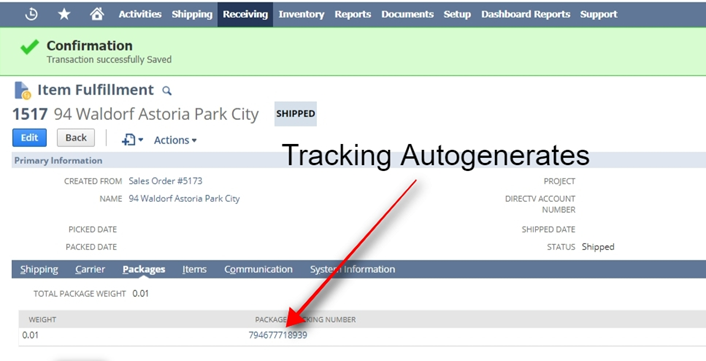 Activities Shipping Receiving Inventory Reports Documents Setup Dashboard Reports Support
Confirmation
Transaction successfully Saved
Item Fulfillment
1517 94 Waldorf Astoria Park City SHIPPED
Edit Back Actions
Tracking Autogenerates
Primary Information
CREATED FROM Sales Order #5173 PROJECT
NAME 94 Waldorf Astoria Park City DIRECTV ACCOUNT
NUMBER
PICKED DATE SHIPPED DATE
PACKED DATE STATUS Shipped
Shipping Carrier Packages Items Communication System Information
TOTAL PACKAGE WEIGHT 0.01
WEIGHT PACKAGE TRACKING NUMBER
0.01 794677718939